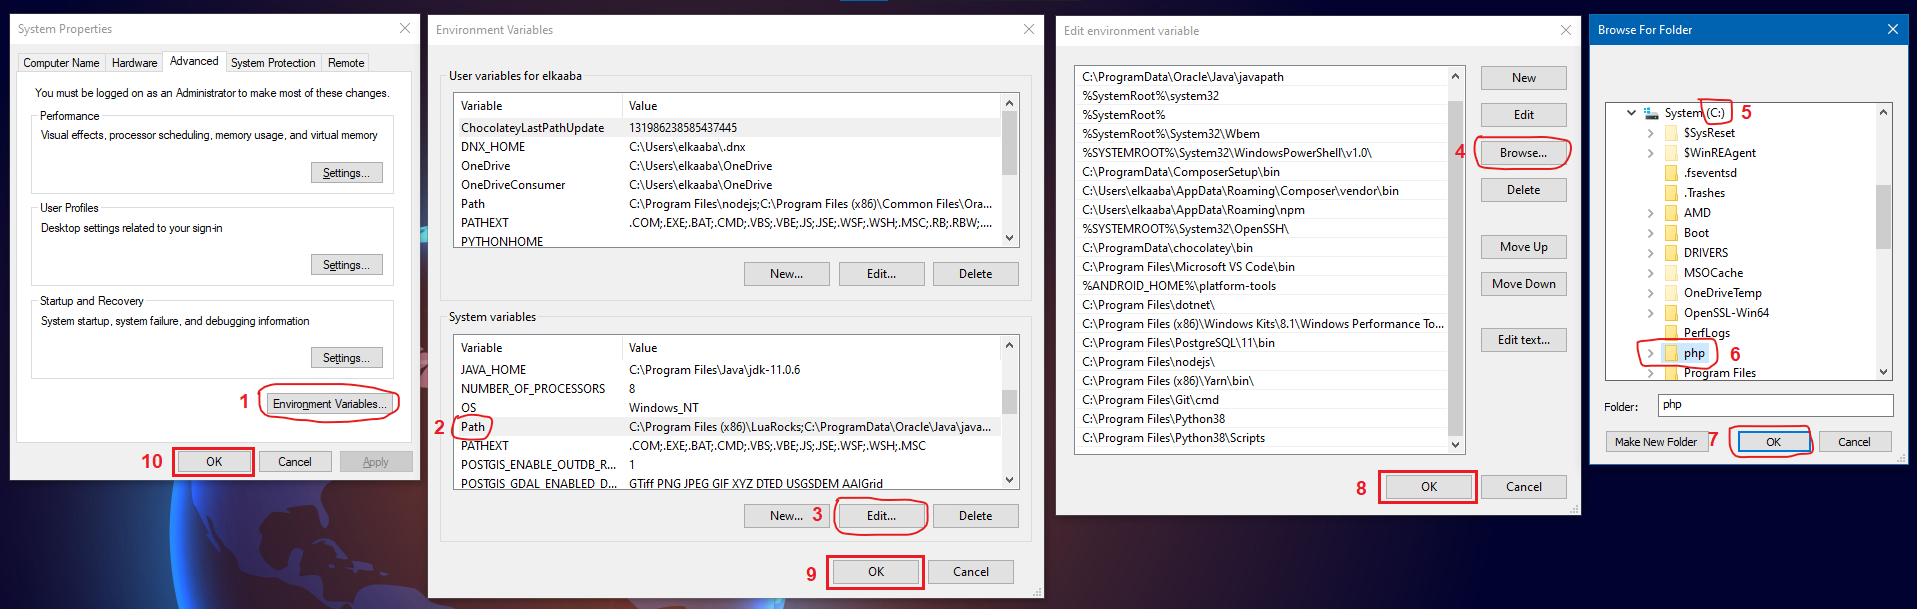 System Properties
Computer Name
Hardware
Advanced
System Protection
Remote
You must be logged on as an Administrator to make most of these changes.
Performance
Visual effects, processor scheduling, memory usage, and virtual memory
Settings...
User Profiles
Desktop settings related to your sign-in
Settings...
Startup and Recovery
System startup, system failure, and debugging information
Settings...
1 Environment Variables...
10 OK
Cancel
Apply
Environment Variables
User variables for elkaaba
Variable Value
ChocolateyLastPathUpdate 131986238585437445
DNX_HOME C:\Users\elkaaba\.dnx
OneDrive C:\Users\elkaaba\OneDrive
OneDriveConsumer C:\Users\elkaaba\OneDrive
Path C:\Program Files\nodejs;C:\Program Files (x86)\Common Files\Ora...
PATHEXT .COM;.EXE;.BAT;.CMD;.VBS;.VBE;.JS;.JSE;.WSF;.WSH;.MSC;.RB;.RBW;....
PYTHONHOME
New...
Edit...
Delete
System variables
Variable Value
JAVA_HOME C:\Program Files\Java\jdk-11.0.6
NUMBER_OF_PROCESSORS 8
OS Windows_NT
2 Path C:\Program Files (x86)\LuaRocks;C:\ProgramData\Oracle\Java\java...
PATHEXT .COM;.EXE;.BAT;.CMD;.VBS;.VBE;.JS;.JSE;.WSF;.WSH;.MSC
POSTGIS_ENABLE_OUTDB_R... 1
POSTGIS_GDAL_ENABLED_D... GTiff PNG JPEG GIF XYZ DTED USGSDEM AAIGrid
New...
3 Edit...
Delete
9 OK
Cancel
Edit environment variable
C:\ProgramData\Oracle\Java\javapath
%SystemRoot%\system32
%SystemRoot%
%SystemRoot%\System32\Wbem
%SYSTEMROOT%\System32\WindowsPowerShell\v1.0\
C:\ProgramData\ComposerSetup\bin
C:\Users\elkaaba\AppData\Roaming\Composer\vendor\bin
C:\Users\elkaaba\AppData\Roaming\npm
%SYSTEMROOT%\System32\OpenSSH\
C:\ProgramData\chocolatey\bin
C:\Program Files\Microsoft VS Code\bin
%ANDROID_HOME%\platform-tools
C:\Program Files\dotnet\
C:\Program Files (x86)\Windows Kits\8.1\Windows Performance To...
C:\Program Files\PostgreSQL\11\bin
C:\Program Files\nodejs\
C:\Program Files (x86)\Yarn\bin\
C:\Program Files\Git\cmd
C:\Program Files\Python38
C:\Program Files\Python38\Scripts
New
Edit
4 Browse...
Delete
Move Up
Move Down
Edit text...
8 OK
Cancel
Browse For Folder
System (C:) 5
$SysReset
$WinREAgent
.fseventsd
.Trashes
AMD
Boot
DRIVERS
MSOCache
OneDriveTemp
OpenSSL-Win64
PerfLogs
php 6
Program Files
Folder: php
Make New Folder
7 OK
Cancel